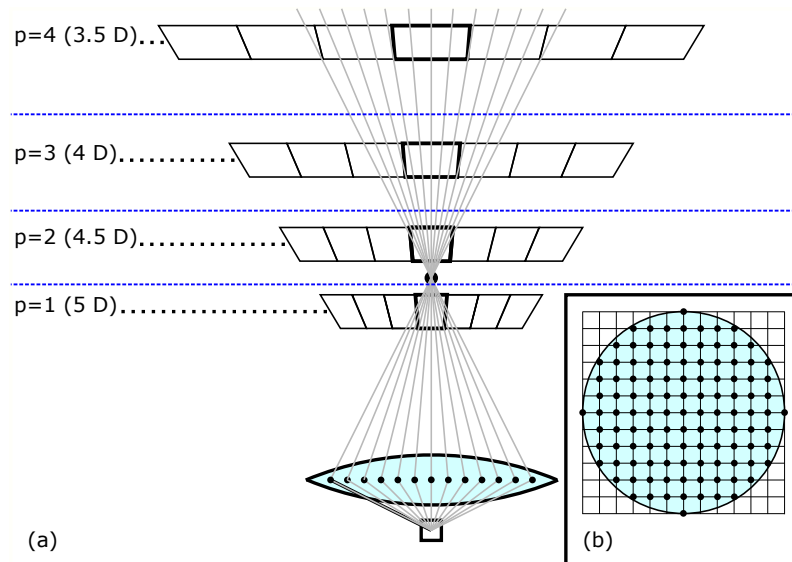 p=4 (3.5 D)...
p=3 (4 D)............
p=2 (4.5 D)............
p=1 (5 D)...............
(a)
(b)